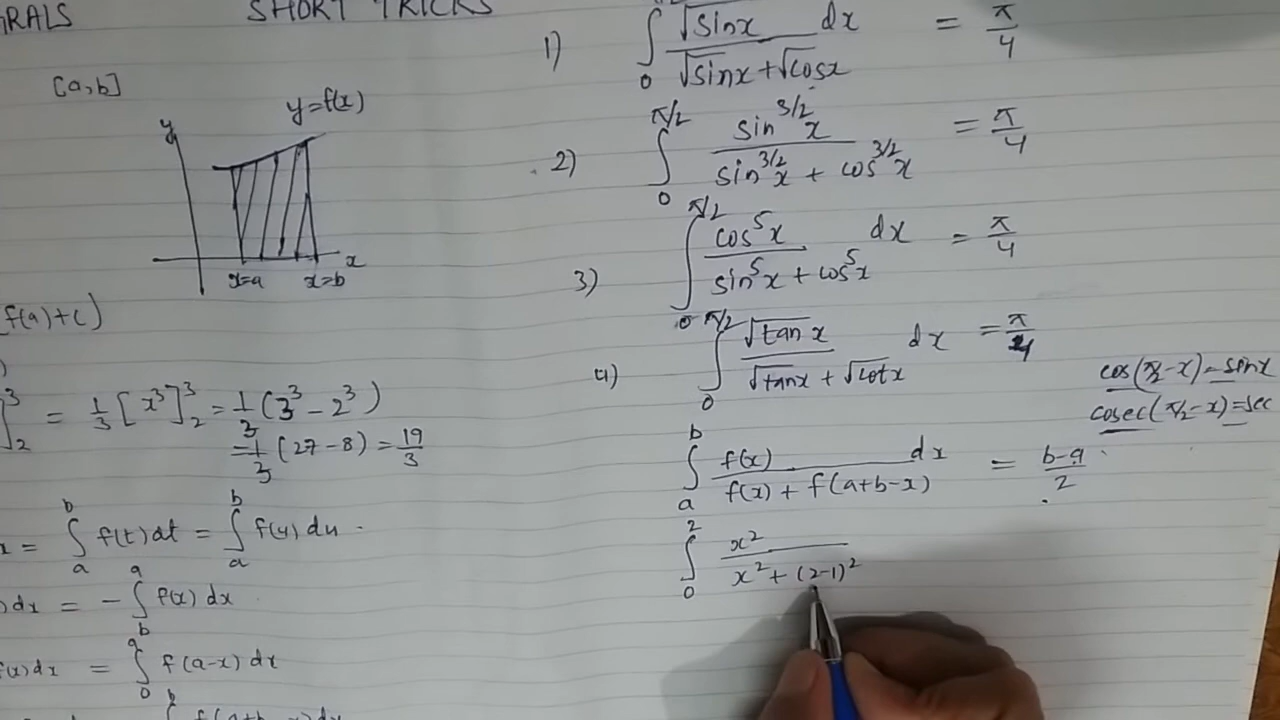 GRALS SHORT TRICKS
[a,b]
y=f(x)
y
x
x=a x=b
[f(a)+c]
]₂³ = 1/3 [x³]₂³ = 1/3 (3³ - 2³)
= 1/3 (27-8) = 19/3
x = ∫ₐᵇ f(t) dt = ∫ₐᵇ f(u) du
dx = - ∫_b^a f(x) dx
f(x) dx = ∫₀ᵃ f(a-x) dx
1) ∫₀ √sinx dx / √sinx + √cosx = π/4
2) ∫₀^π/2 sin^3/2 x / sin^3/2 x + cos^3/2 x = π/4
3) ∫₀^π/2 cos⁵x / sin⁵x + cos⁵x dx = π/4
4) ∫₀^π/2 √tanx / √tanx + √cotx dx = π/4
cos(π/2-x)=sinx
cosec(π/2-x)=sec
∫ₐᵇ f(x) dx / f(x) + f(a+b-x) = b-a/2
∫₀² x² / x² + (2-1)²